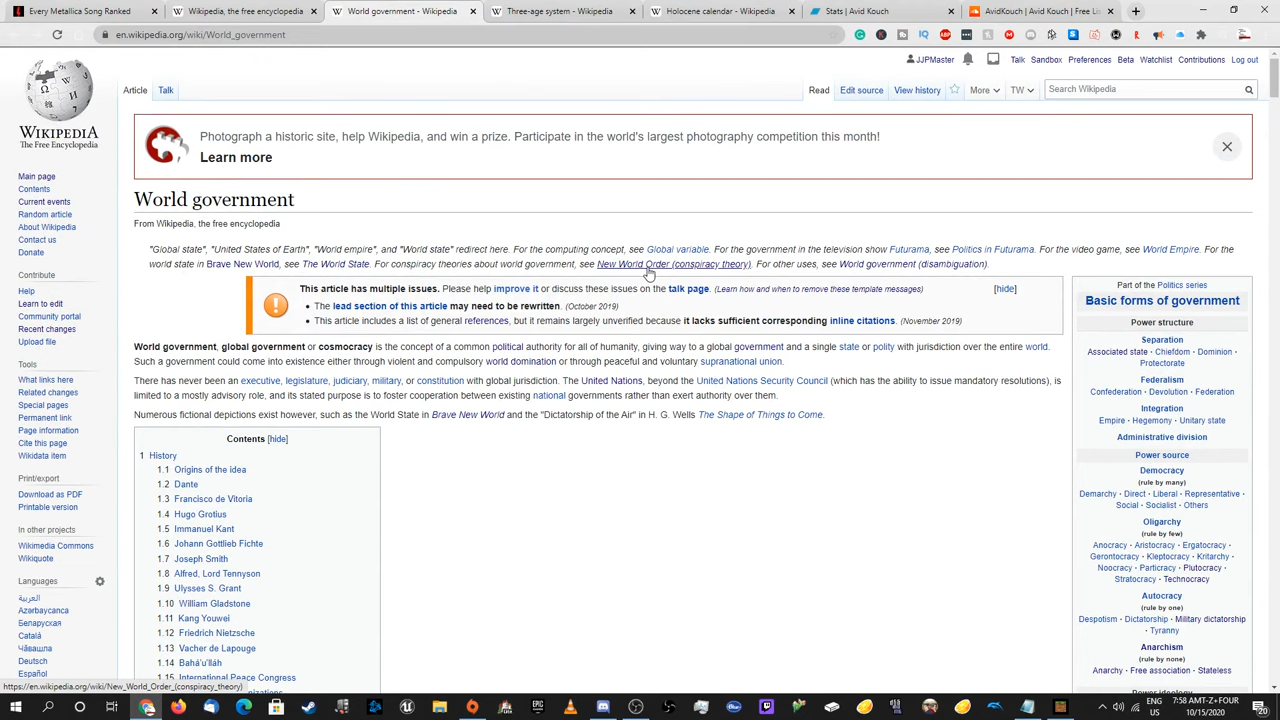 Every Metallica Song Ranked
Wikipedia, the free encyclopedia
World government - Wikipedia
Three-age system - Wikipedia
Holocene calendar - Wikipedia
Stats | Avid Kouch
AvidKouch | Avid Kouch | Free Lis
en.wikipedia.org/wiki/World_government
JJPMaster Talk Sandbox Preferences Beta Watchlist Contributions Log out
Article Talk Read Edit source View history More TW Search Wikipedia
WIKIPEDIA
The Free Encyclopedia
Main page
Contents
Current events
Random article
About Wikipedia
Contact us
Donate
Contribute
Help
Learn to edit
Community portal
Recent changes
Upload file
Tools
What links here
Related changes
Special pages
Permanent link
Page information
Cite this page
Wikidata item
Print/export
Download as PDF
Printable version
In other projects
Wikimedia Commons
Wikiquote
Languages
العربية
Azərbaycanca
Беларуская
Català
Чӑвашла
Deutsch
Español
Photograph a historic site, help Wikipedia, and win a prize. Participate in the world's largest photography competition this month!
Learn more
World government
From Wikipedia, the free encyclopedia
"Global state", "United States of Earth", "World empire", and "World state" redirect here. For the computing concept, see Global variable. For the government in the television show Futurama, see Politics in Futurama. For the video game, see World Empire. For the
world state in Brave New World, see The World State. For conspiracy theories about world government, see New World Order (conspiracy theory). For other uses, see World government (disambiguation).
This article has multiple issues. Please help improve it or discuss these issues on the talk page. (Learn how and when to remove these template messages) [hide]
• The lead section of this article may need to be rewritten. (October 2019)
• This article includes a list of general references, but it remains largely unverified because it lacks sufficient corresponding inline citations. (November 2019)
World government, global government or cosmocracy is the concept of a common political authority for all of humanity, giving way to a global government and a single state or polity with jurisdiction over the entire world.
Such a government could come into existence either through violent and compulsory world domination or through peaceful and voluntary supranational union.
There has never been an executive, legislature, judiciary, military, or constitution with global jurisdiction. The United Nations, beyond the United Nations Security Council (which has the ability to issue mandatory resolutions), is
limited to a mostly advisory role, and its stated purpose is to foster cooperation between existing national governments rather than exert authority over them.
Numerous fictional depictions exist however, such as the World State in Brave New World and the "Dictatorship of the Air" in H. G. Wells The Shape of Things to Come.
Contents [hide]
1 History
1.1 Origins of the idea
1.2 Dante
1.3 Francisco de Vitoria
1.4 Hugo Grotius
1.5 Immanuel Kant
1.6 Johann Gottlieb Fichte
1.7 Joseph Smith
1.8 Alfred, Lord Tennyson
1.9 Ulysses S. Grant
1.10 William Gladstone
1.11 Kang Youwei
1.12 Friedrich Nietzsche
1.13 Vacher de Lapouge
1.14 Bahá'u'lláh
1.15 International Peace Congress
Part of the Politics series
Basic forms of government
Power structure
Separation
Associated state · Chiefdom · Dominion ·
Protectorate
Federalism
Confederation · Devolution · Federation
Integration
Empire · Hegemony · Unitary state
Administrative division
Power source
Democracy
(rule by many)
Demarchy · Direct · Liberal · Representative ·
Social · Socialist · Others
Oligarchy
(rule by few)
Anocracy · Aristocracy · Ergatocracy ·
Gerontocracy · Kleptocracy · Kritarchy ·
Noocracy · Particracy · Plutocracy ·
Stratocracy · Technocracy
Autocracy
(rule by one)
Despotism · Dictatorship · Military dictatorship
· Tyranny
Anarchism
(rule by none)
Anarchy · Free association · Stateless
Power ideology
https://en.wikipedia.org/wiki/New_World_Order_(conspiracy_theory)
ENG
7:58 AM-Z+FOUR
10/15/2020
20